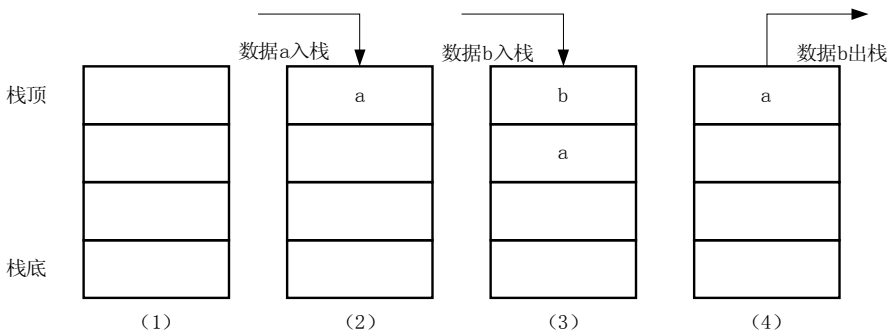 数据a入栈
数据b入栈
数据b出栈
栈顶
a
b
a
a
栈底
（1）
（2）
（3）
（4）